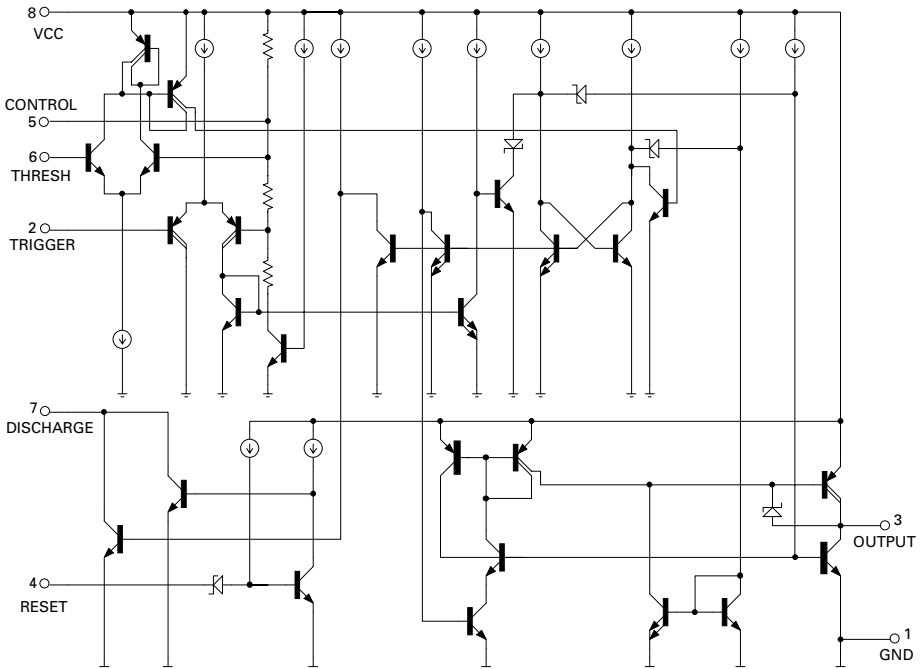 8
VCC
CONTROL
5
6
THRESH
2
TRIGGER
7
DISCHARGE
3
OUTPUT
4
RESET
1
GND